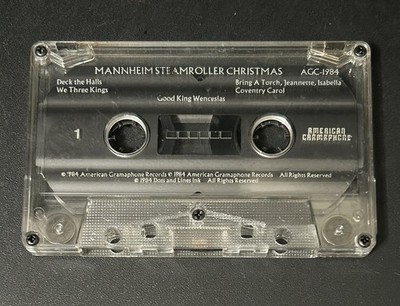 MANNHEIM STEAMROLLER CHRISTMAS AGC-1984
Deck the Halls Bring A Torch, Jeannette, Isabella
We Three Kings Coventry Carol
Good King Wenceslas
1
AMERICAN
GRAMAPHONE
℗ 1984 American Gramaphone Records © 1984 American Gramaphone Records All Rights Reserved
© 1984 Dots and Lines Ink All Rights Reserved